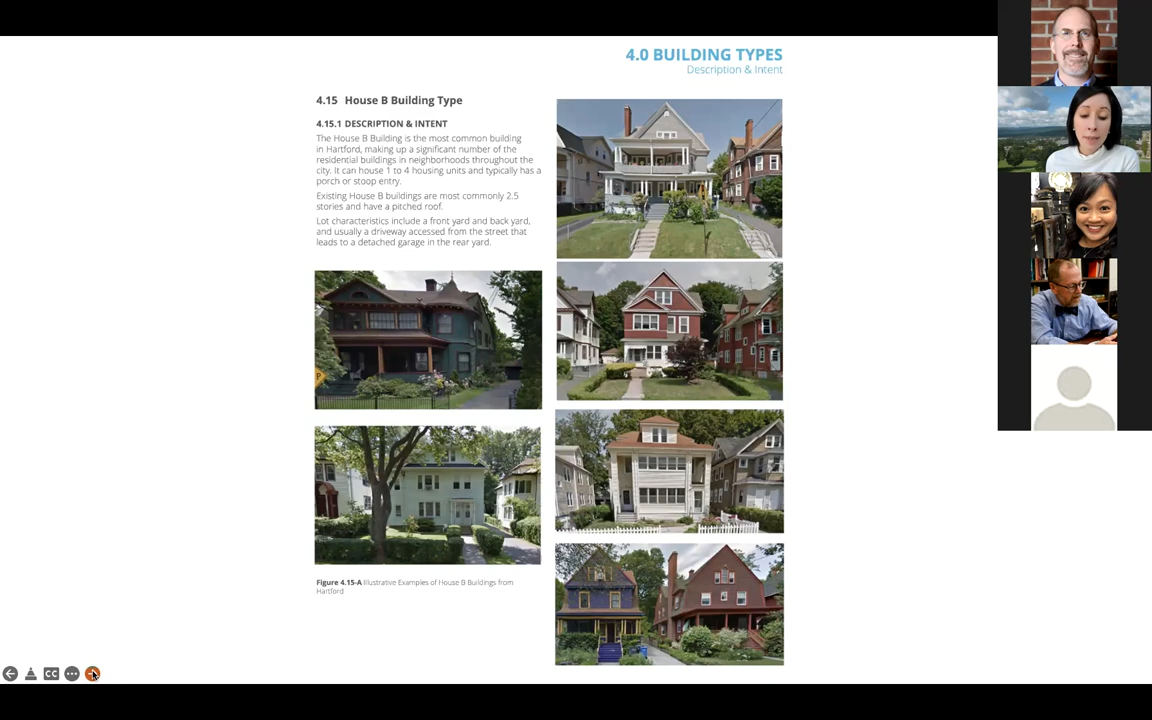 4.0 BUILDING TYPES
Description & Intent
4.15 House B Building Type
4.15.1 DESCRIPTION & INTENT
The House B Building is the most common building
in Hartford, making up a significant number of the
residential buildings in neighborhoods throughout the
city. It can house 1 to 4 housing units and typically has a
porch or stoop entry.
Existing House B buildings are most commonly 2.5
stories and have a pitched roof.
Lot characteristics include a front yard and back yard,
and usually a driveway accessed from the street that
leads to a detached garage in the rear yard.
P
Figure 4.15-A Illustrative Examples of House B Buildings from
Hartford
CC